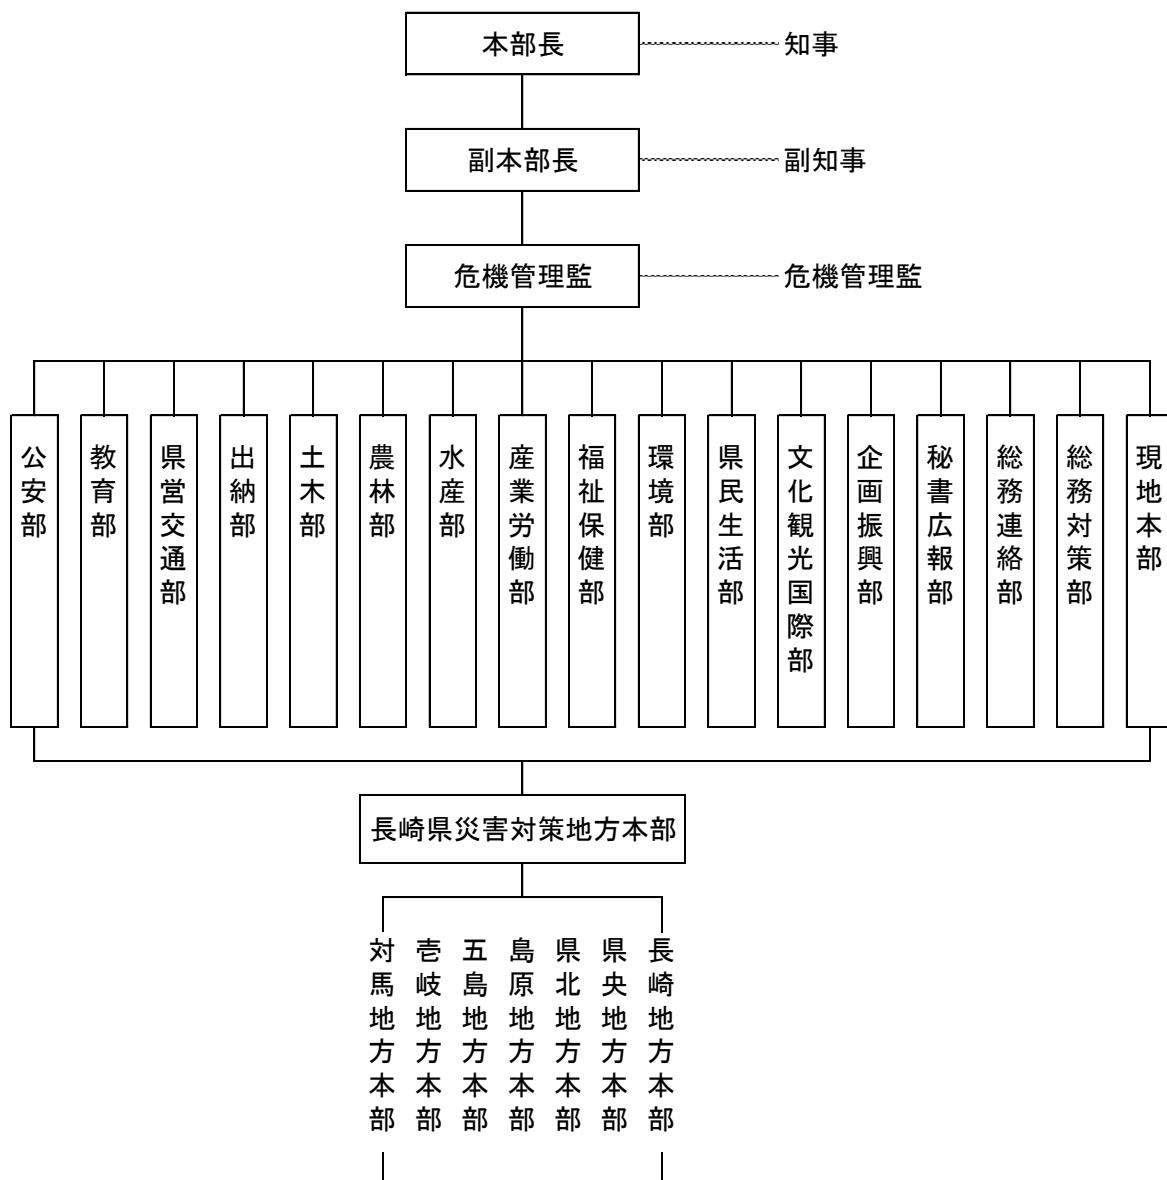 本部長
知事
副本部長
副知事
危機管理監
危機管理監
現地本部
総務対策部
総務連絡部
秘書広報部
企画振興部
文化観光国際部
県民生活部
環境部
福祉保健部
産業労働部
水産部
農林部
土木部
出納部
県営交通部
教育部
公安部
長崎県災害対策地方本部
長崎地方本部
県央地方本部
県北地方本部
島原地方本部
五島地方本部
壱岐地方本部
対馬地方本部